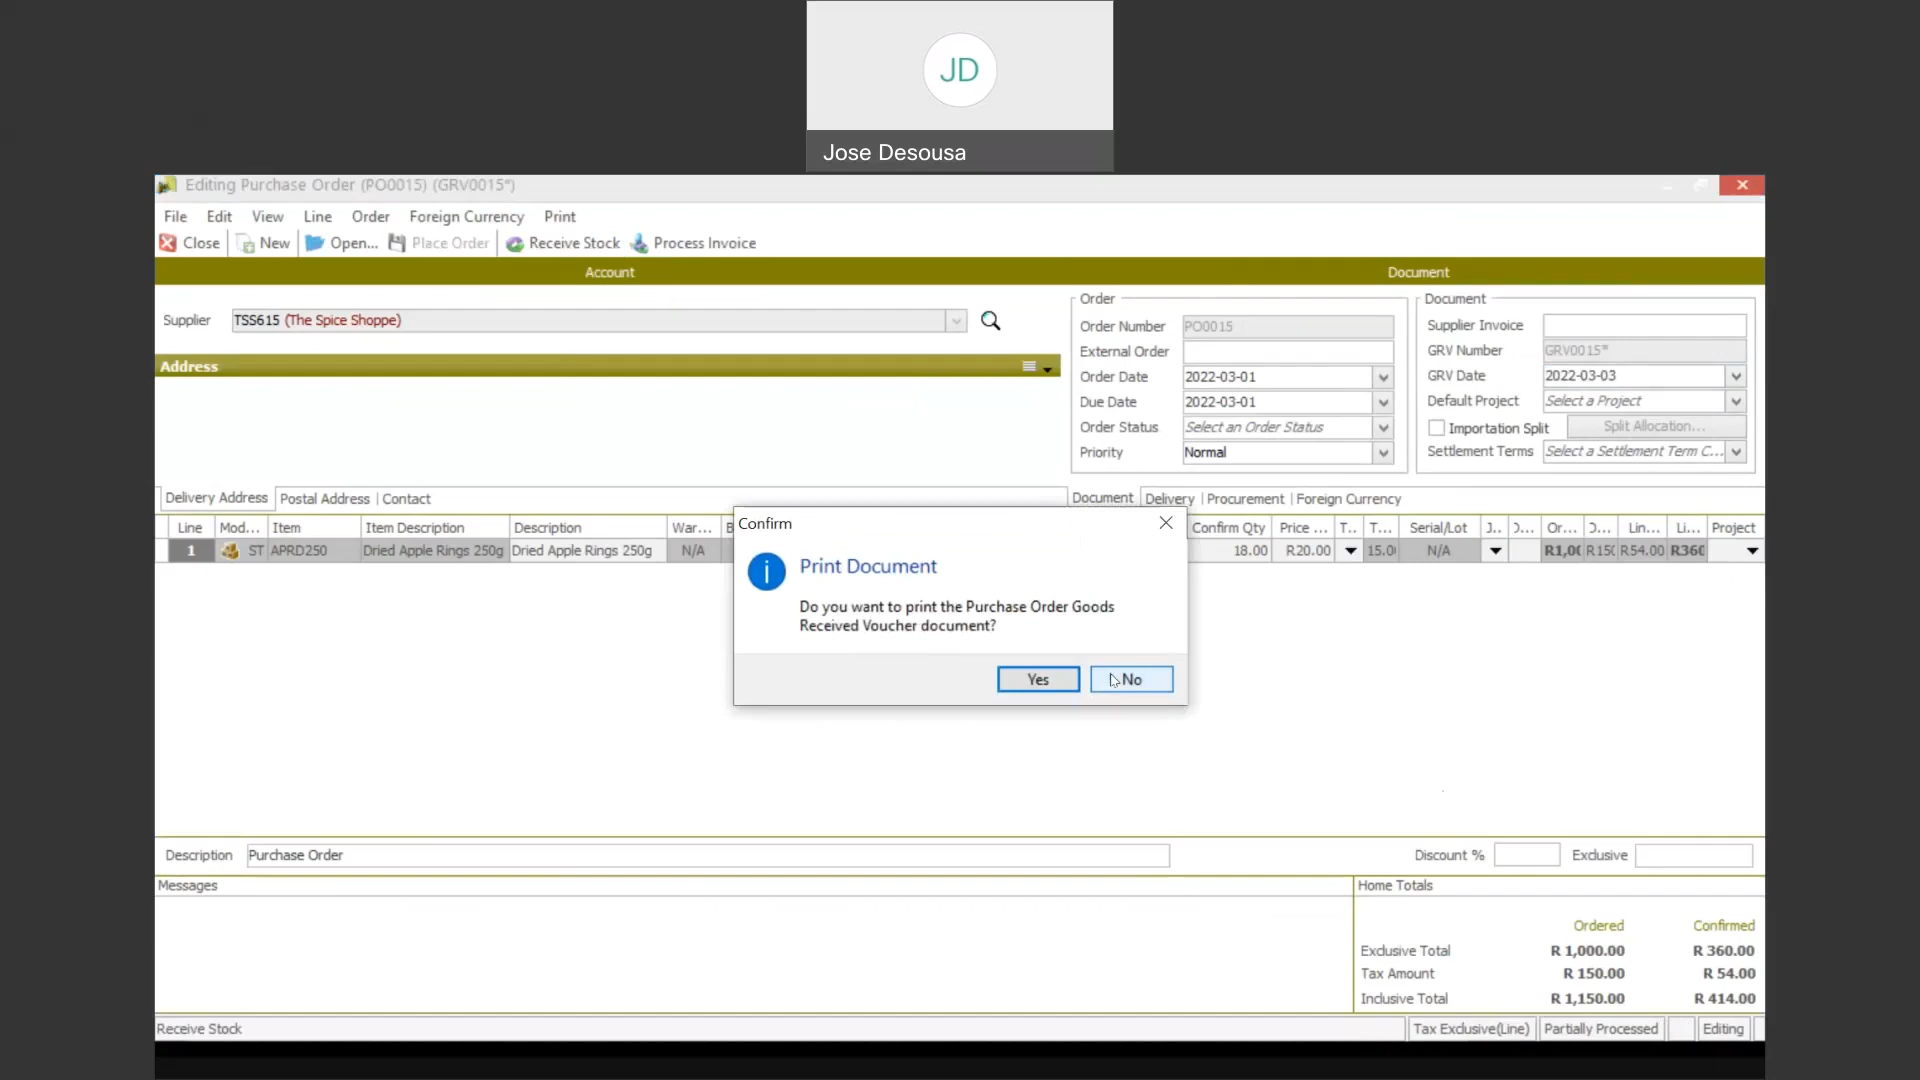 JD
Jose Desousa
Editing Purchase Order (PO0015) (GRV0015*)
File Edit View Line Order Foreign Currency Print
Close New Open... Place Order Receive Stock Process Invoice
Account Document
Supplier TSS615 (The Spice Shoppe)
Address
Order
Order Number PO0015
External Order
Order Date 2022-03-01
Due Date 2022-03-01
Order Status Select an Order Status
Priority Normal
Document
Supplier Invoice
GRV Number GRV0015*
GRV Date 2022-03-03
Default Project Select a Project
Importation Split Split Allocation...
Settlement Terms Select a Settlement Term C...
Delivery Address Postal Address Contact
Document Delivery Procurement Foreign Currency
Line Mod... Item Item Description Description War... Confirm Qty Price ... T.. T... Serial/Lot J.. D... Or... D... Lin... Li... Project
1 ST APRD250 Dried Apple Rings 250g Dried Apple Rings 250g N/A 18.00 R20.00 15.0 N/A R1,0 R15 R54.00 R360
Confirm
Print Document
Do you want to print the Purchase Order Goods
Received Voucher document?
Yes No
Description Purchase Order Discount % Exclusive
Messages
Home Totals
Ordered Confirmed
Exclusive Total R 1,000.00 R 360.00
Tax Amount R 150.00 R 54.00
Inclusive Total R 1,150.00 R 414.00
Receive Stock Tax Exclusive(Line) Partially Processed Editing